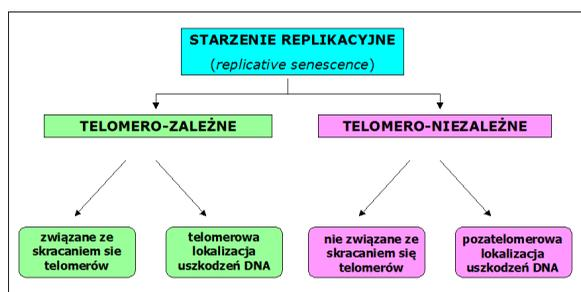 STARZENIE REPLIKACYJNE
(replicative senescence)
TELOMERO-ZALEŻNE
TELOMERO-NIEZALEŻNE
związane ze
skracaniem sie
telomerów
telomerowa
lokalizacja
uszkodzeń DNA
nie związane ze
skracaniem się
telomerów
pozatelomerowa
lokalizacja
uszkodzeń DNA